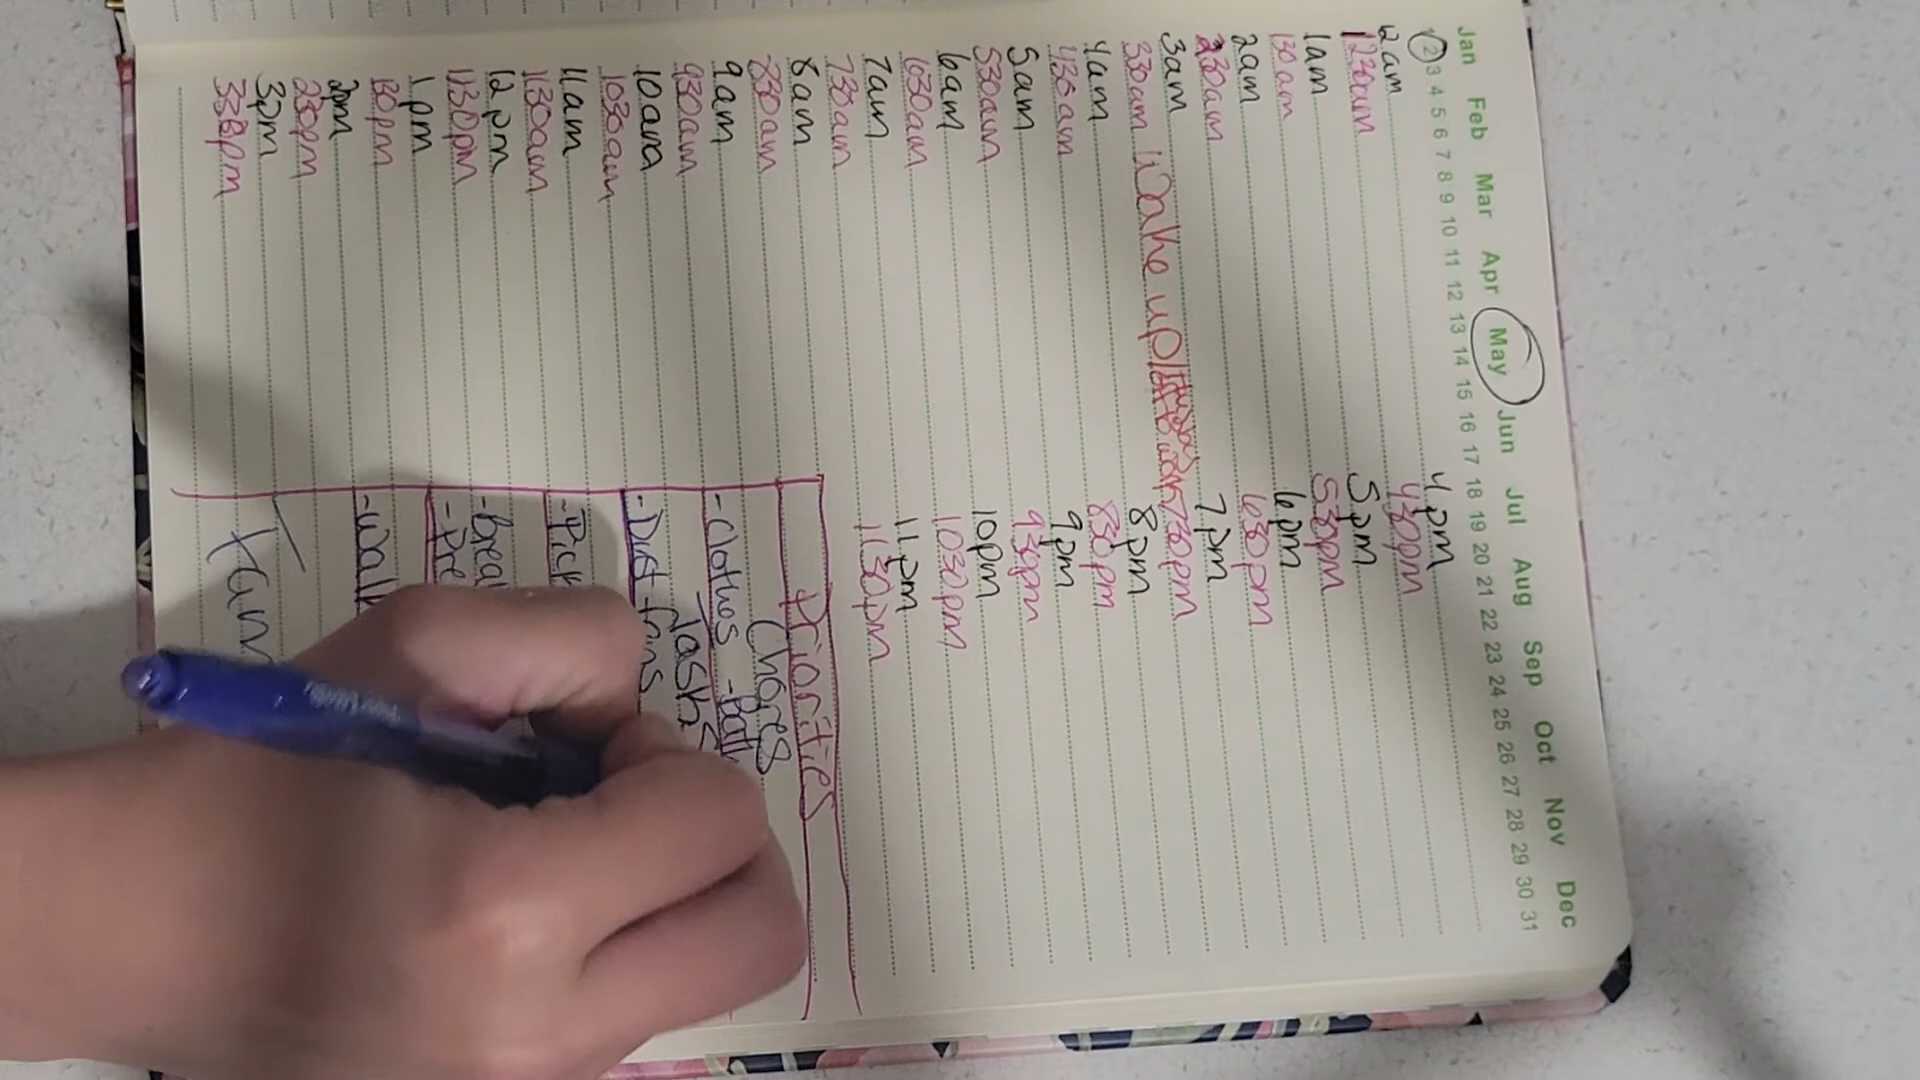 Jan Feb Mar Apr May Jun Jul Aug Sep Oct Nov Dec
2 3 4 5 6 7 8 9 10 11 12 13 14 15 16 17 18 19 20 21 22 23 24 25 26 27 28 29 30 31
12am
1230am
1am
130am
2am
230am
3am
330am Wake up
4am
430am
5am
530am
6am
630am
7am
730am
8am
830am
9am
930am
10am
1030am
11am
1130am
12pm
1130pm
1pm
130pm
2pm
230pm
3pm
330pm
4pm
430pm
5pm
530pm
6pm
630pm
7pm
730pm
8pm
830pm
9pm
930pm
10pm
1030pm
11pm
1130pm
Priorities
Chores
-Clothes
Tasks
-Dust fans